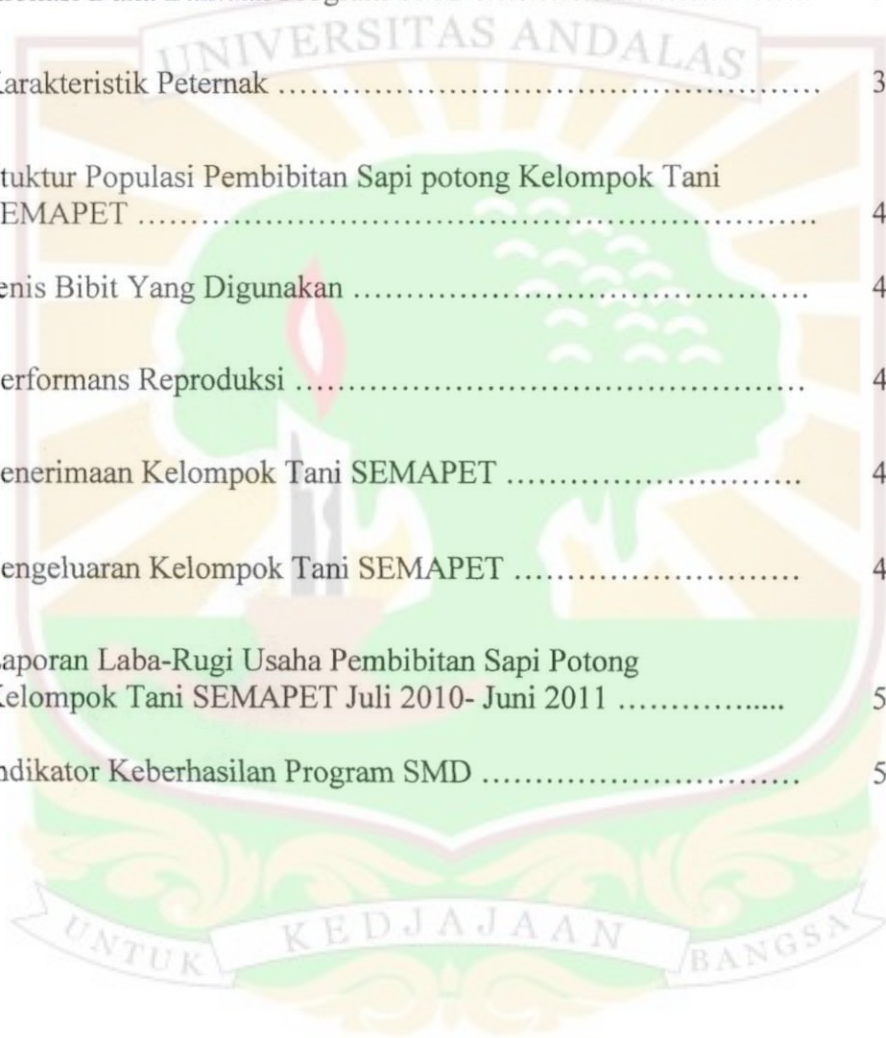 UNIVERSITAS ANDALAS
arakteristik Peternak ………………………………………… 3
tuktur Populasi Pembibitan Sapi potong Kelompok Tani
EMAPET ………………………………………………… 4
enis Bibit Yang Digunakan ………………………………… 4
erformans Reproduksi ……………………………………… 4
enerimaan Kelompok Tani SEMAPET ……………………… 4
engeluaran Kelompok Tani SEMAPET ……………………… 4
aporan Laba-Rugi Usaha Pembibitan Sapi Potong
Kelompok Tani SEMAPET Juli 2010- Juni 2011 ……………..... 5
ndikator Keberhasilan Program SMD ……………………… 5
UNTUK KEDJAJAAN BANGSA